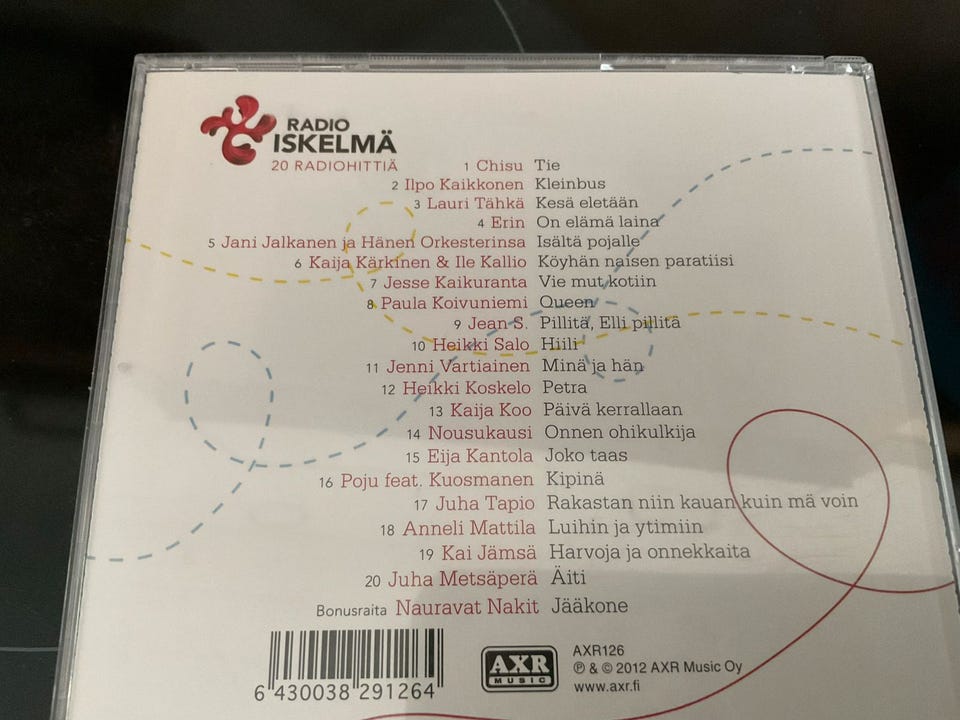 RADIO
ISKELMÄ
20 RADIOHITTIÄ
1 Chisu Tie
2 Ilpo Kaikkonen Kleinbus
3 Lauri Tähkä Kesä eletään
4 Erin On elämä laina
5 Jani Jalkanen ja Hänen Orkesterinsa Isältä pojalle
6 Kaija Kärkinen & Ile Kallio Köyhän naisen paratiisi
7 Jesse Kaikuranta Vie mut kotiin
8 Paula Koivuniemi Queen
9 Jean S. Pillitä, Elli pillitä
10 Heikki Salo Hiili
11 Jenni Vartiainen Minä ja hän
12 Heikki Koskelo Petra
13 Kaija Koo Päivä kerrallaan
14 Nousukausi Onnen ohikulkija
15 Eija Kantola Joko taas
16 Poju feat. Kuosmanen Kipinä
17 Juha Tapio Rakastan niin kauan kuin mä voin
18 Anneli Mattila Luihin ja ytimiin
19 Kai Jämsä Harvoja ja onnekkaita
20 Juha Metsäperä Äiti
Bonusraita Nauravat Nakit Jääkone
6 430038 291264
AXR
MUSIC
AXR126
℗ & © 2012 AXR Music Oy
www.axr.fi